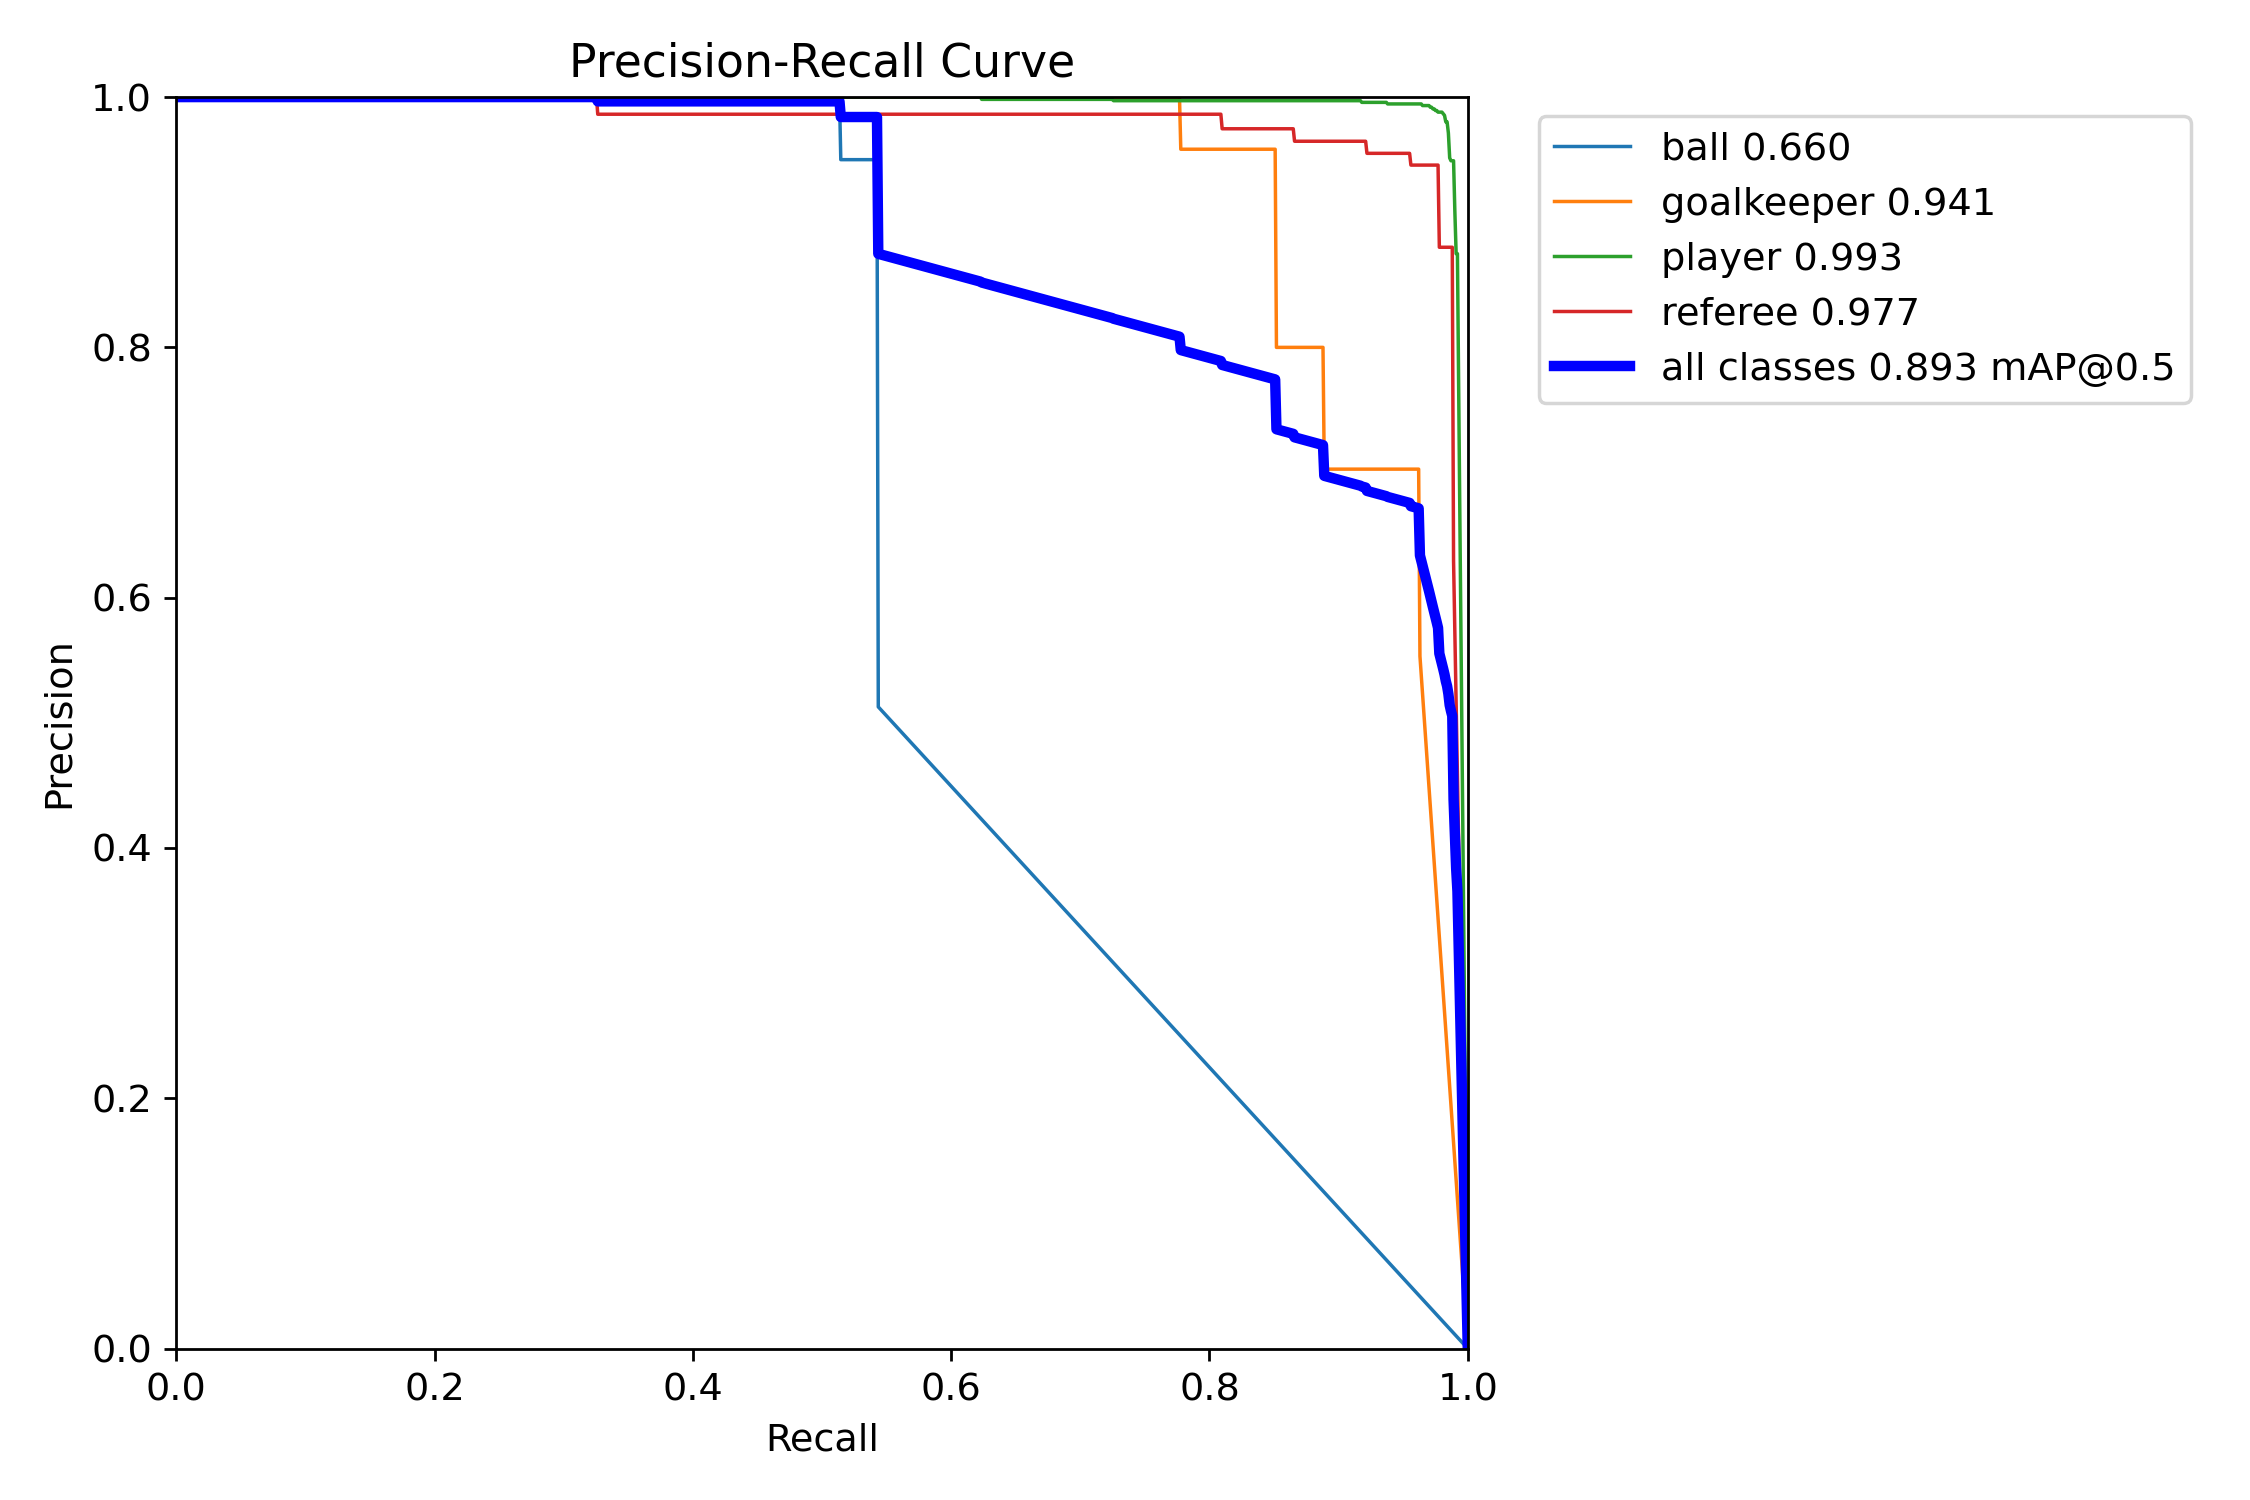 Precision-Recall Curve
1.0
0.8
0.6
0.4
0.2
0.0
Precision
0.0 0.2 0.4 0.6 0.8 1.0
Recall
ball 0.660
goalkeeper 0.941
player 0.993
referee 0.977
all classes 0.893 mAP@0.5